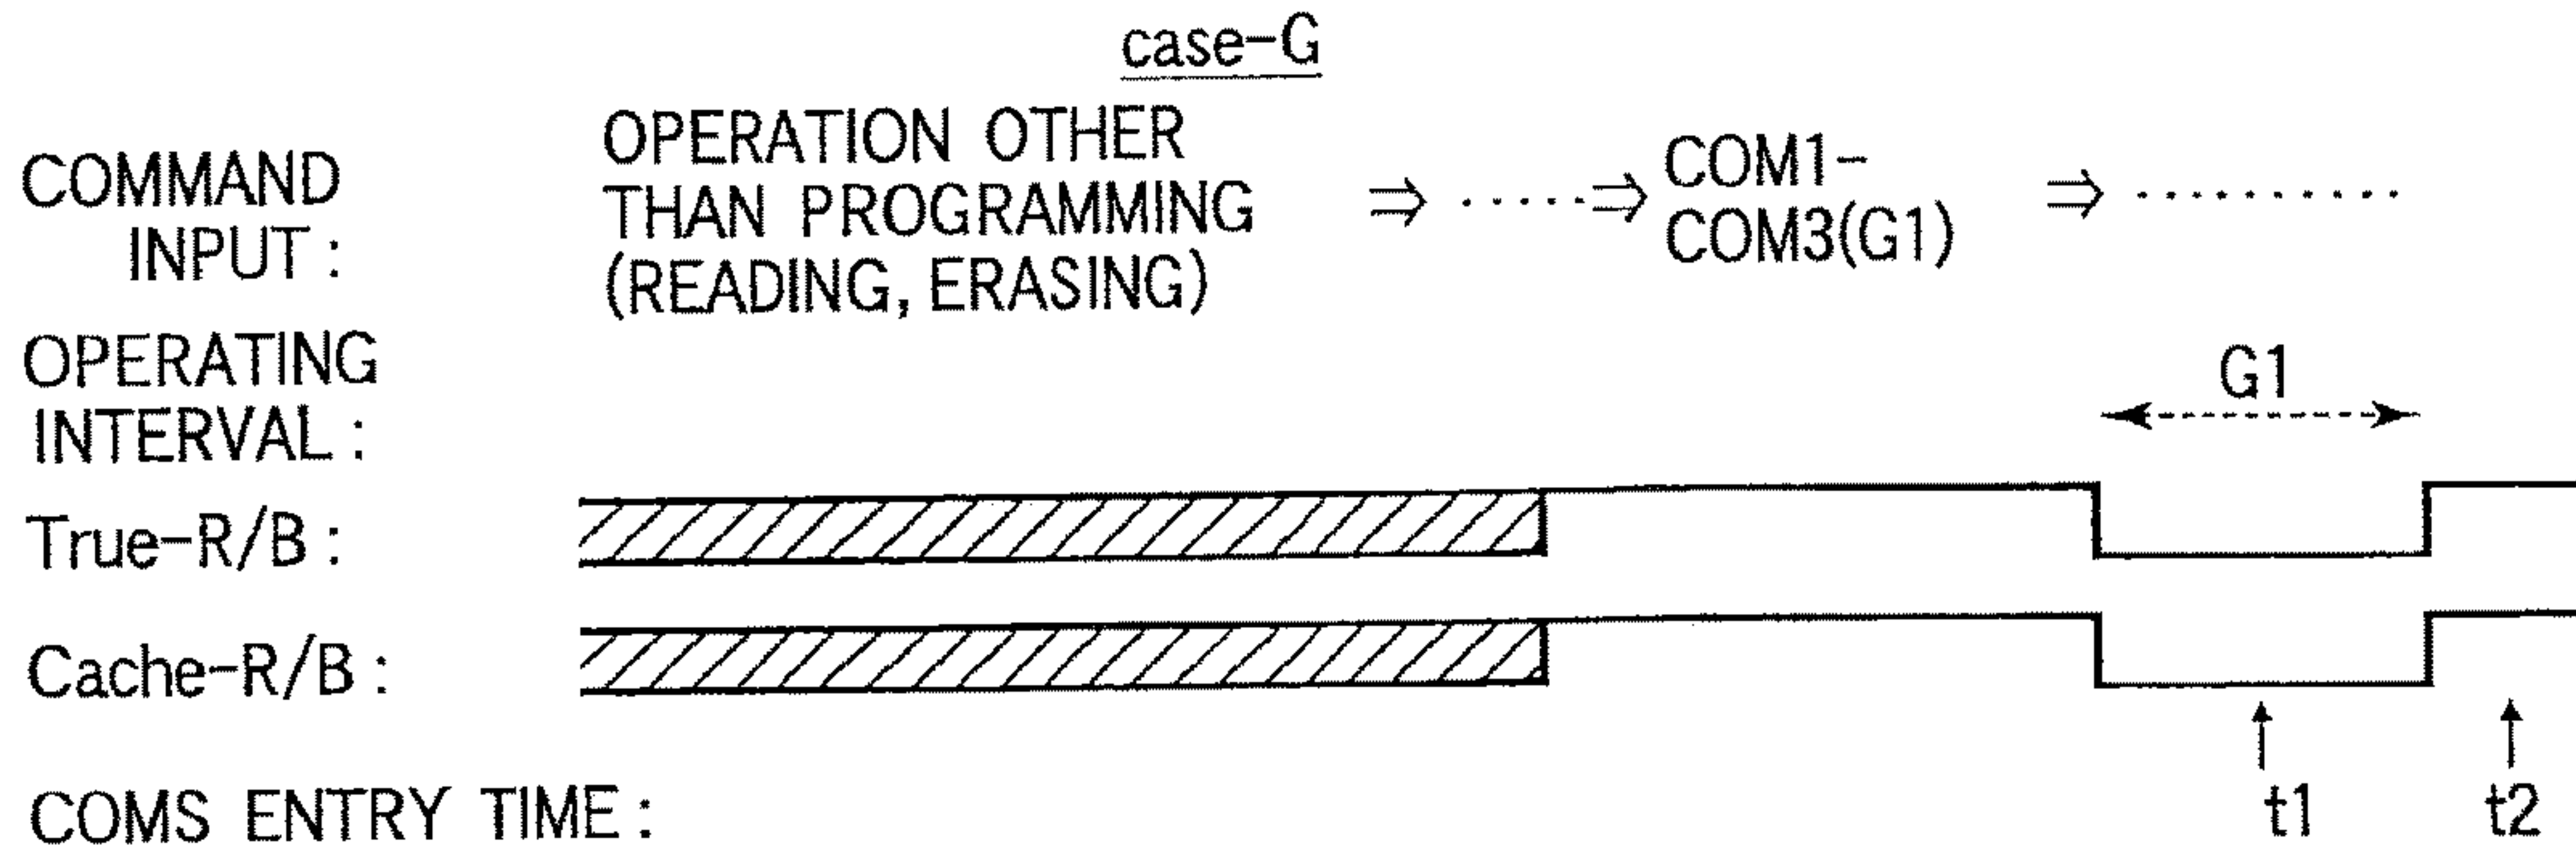 case-G
COMMAND INPUT :
OPERATION OTHER
THAN PROGRAMMING
(READING, ERASING)
⇒ ·····⇒ COM1-
COM3(G1)
⇒ ·········
OPERATING
INTERVAL :
G1
True-R/B :
Cache-R/B :
COMS ENTRY TIME :
t1
t2